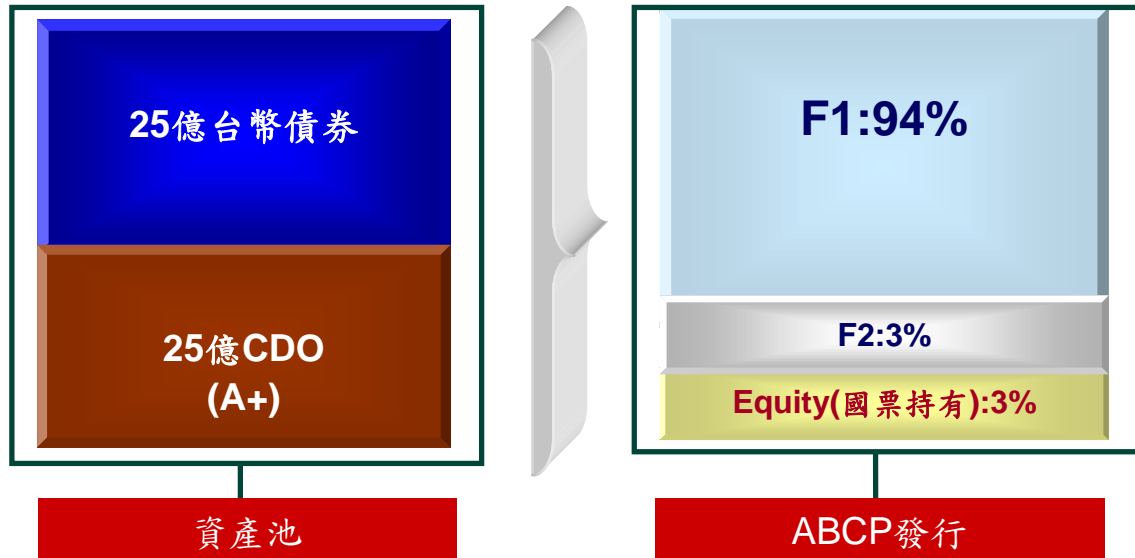 25億台幣債券
25億CDO
(A+)
資產池
F1:94%
F2:3%
Equity(國票持有):3%
ABCP發行